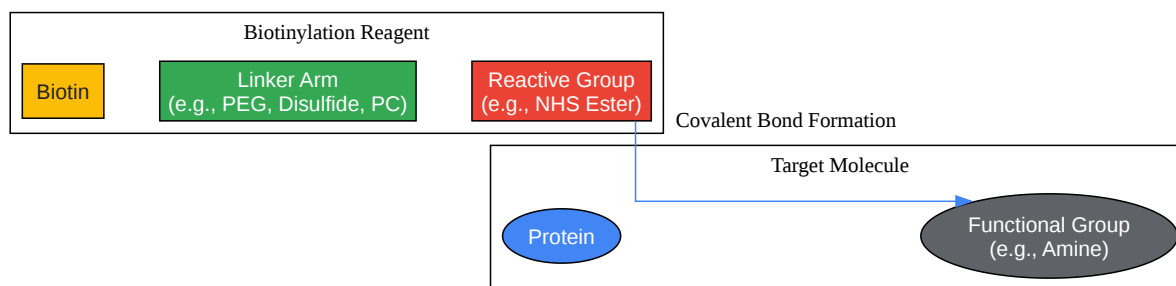 Biotinylation Reagent
Biotin
Linker Arm
(e.g., PEG, Disulfide, PC)
Reactive Group
(e.g., NHS Ester)
Covalent Bond Formation
Target Molecule
Protein
Functional Group
(e.g., Amine)